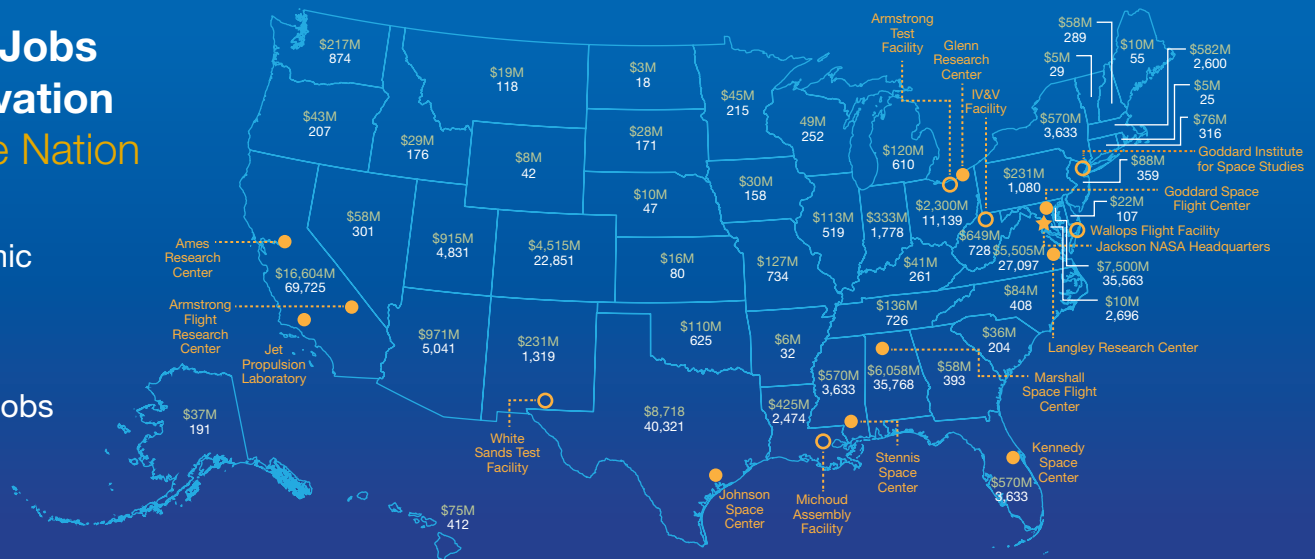 Jobs
vation
e Nation
nic
obs
$217M
874
$43M
207
$29M
176
$19M
118
$8M
42
$3M
18
$28M
171
$10M
47
$16M
80
$110M
625
$45M
215
$30M
158
$127M
734
$6M
32
$425M
2,474
49M
252
$120M
610
$113M
519
$333M
1,778
$2,300M
11,139
$41M
261
$136M
726
$570M
3,633
$6,058M
35,768
$58M
393
$36M
204
$84M
408
$649M
728
$5,505M
27,097
$231M
1,080
$570M
3,633
$5M
29
$58M
289
$10M
55
$582M
2,600
$5M
25
$76M
316
$88M
359
$22M
107
$7,500M
35,563
$10M
2,696
$570M
3,633
$58M
301
$16,604M
69,725
$915M
4,831
$4,515M
22,851
$971M
5,041
$231M
1,319
$8,718
40,321
$37M
191
$75M
412
Ames
Research
Center
Armstrong
Flight
Research
Center
Jet
Propulsion
Laboratory
White
Sands Test
Facility
Johnson
Space
Center
Michoud
Assembly
Facility
Stennis
Space
Center
Kennedy
Space
Center
Marshall
Space Flight
Center
Langley Research Center
Jackson NASA Headquarters
Wallops Flight Facility
Goddard Space
Flight Center
Goddard Institute
for Space Studies
IV&V
Facility
Glenn
Research
Center
Armstrong
Test
Facility